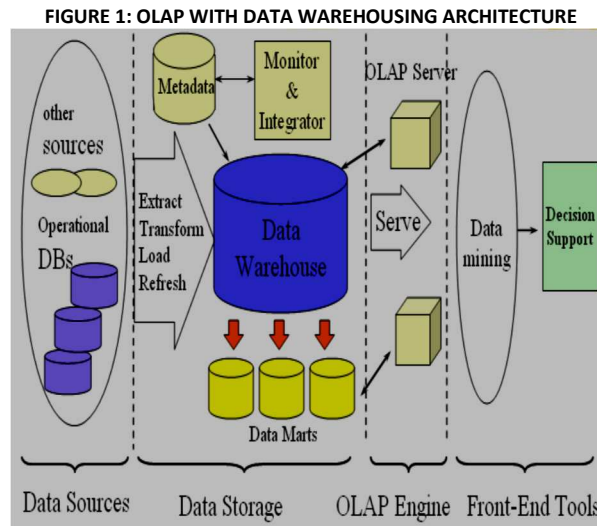 FIGURE 1: OLAP WITH DATA WAREHOUSING ARCHITECTURE
Metadata
Monitor
&
Integrator
OLAP Server
other
sources
Operational
DBs
Extract
Transform
Load
Refresh
Data
Warehouse
Serve
Data
mining
Decision
Support
Data Marts
Data Sources
Data Storage
OLAP Engine
Front-End Tools